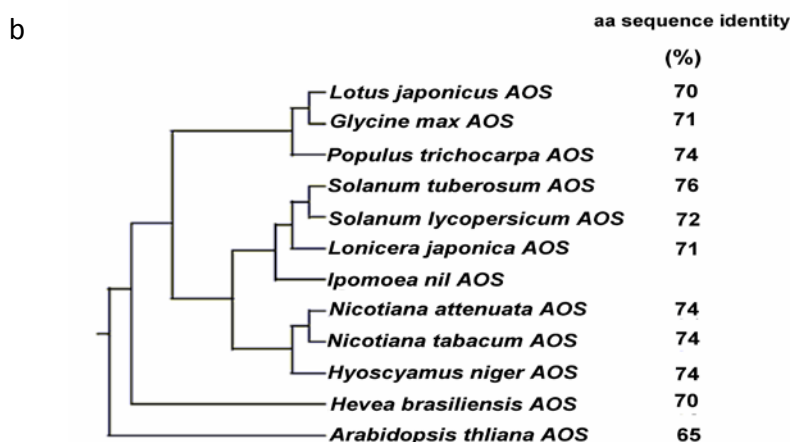 b
aa sequence identity
(%)
Lotus japonicus AOS 70
Glycine max AOS 71
Populus trichocarpa AOS 74
Solanum tuberosum AOS 76
Solanum lycopersicum AOS 72
Lonicera japonica AOS 71
Ipomoea nil AOS
Nicotiana attenuata AOS 74
Nicotiana tabacum AOS 74
Hyoscyamus niger AOS 74
Hevea brasiliensis AOS 70
Arabidopsis thliana AOS 65